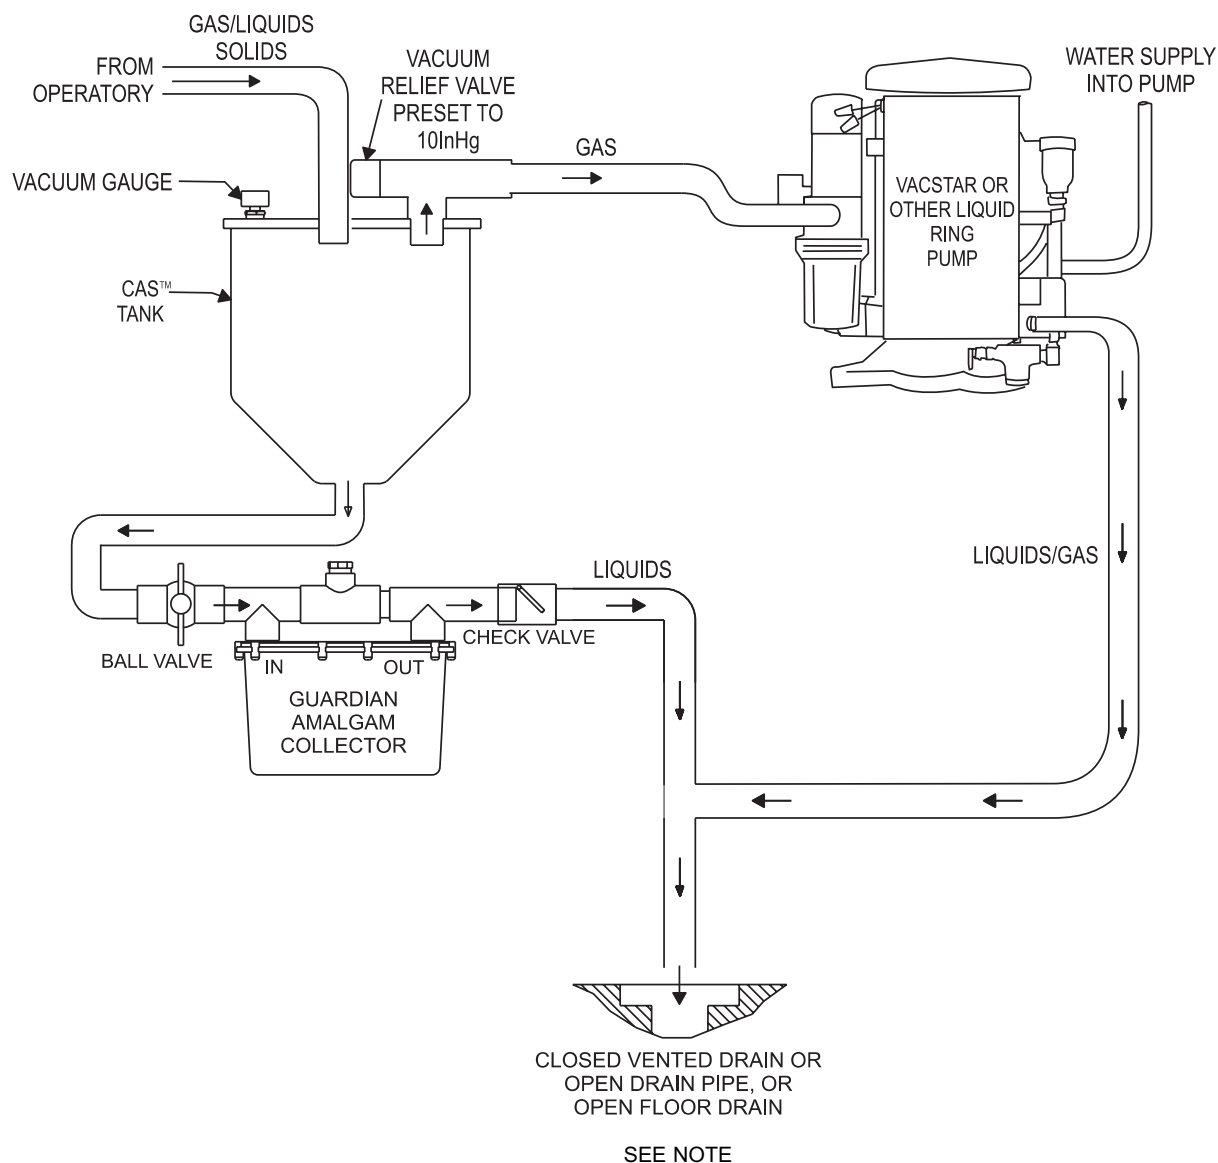 GAS/LIQUIDS
SOLIDS
FROM
OPERATORY
VACUUM
RELIEF VALVE
PRESET TO
10InHg
WATER SUPPLY
INTO PUMP
GAS
VACUUM GAUGE
VACSTAR OR
OTHER LIQUID
RING
PUMP
CAS™
TANK
LIQUIDS/GAS
LIQUIDS
CHECK VALVE
BALL VALVE
IN
OUT
GUARDIAN
AMALGAM
COLLECTOR
CLOSED VENTED DRAIN OR
OPEN DRAIN PIPE, OR
OPEN FLOOR DRAIN
SEE NOTE